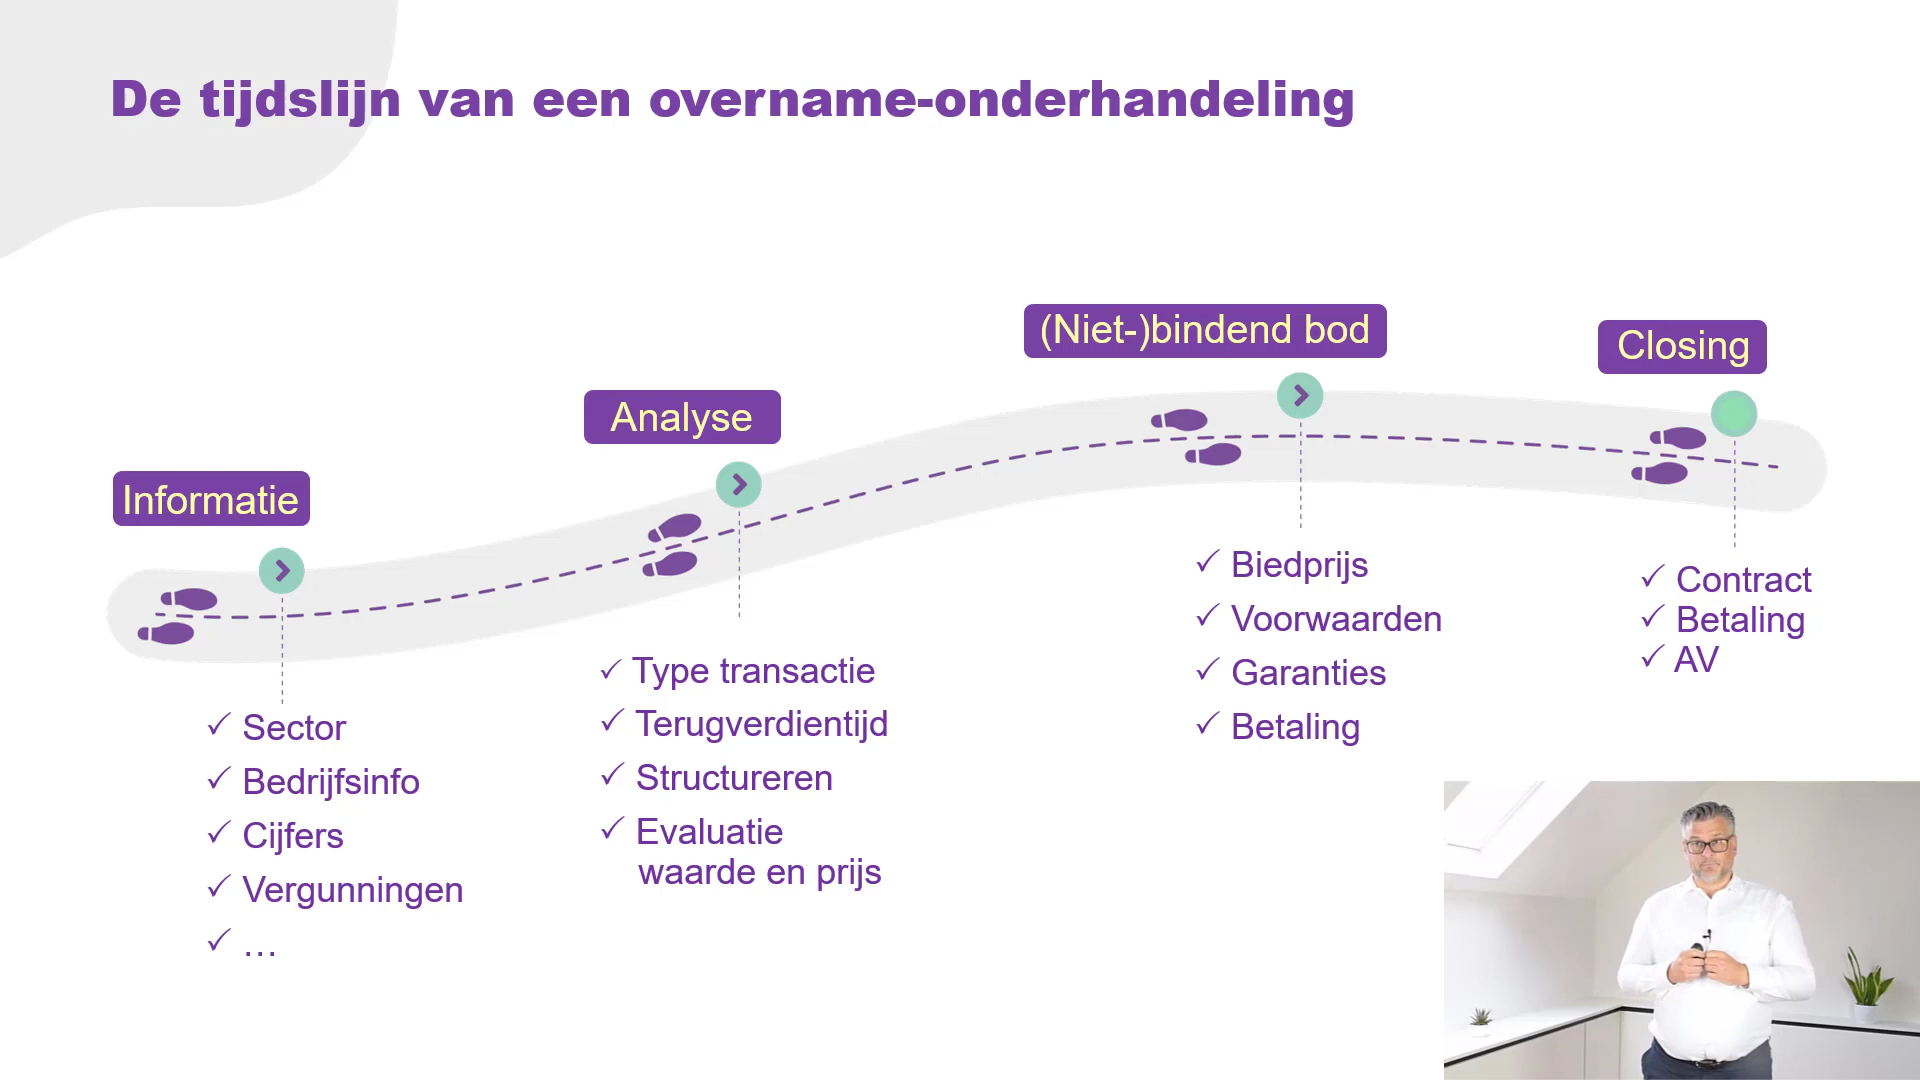 De tijdslijn van een overname-onderhandeling
Informatie
Sector
Bedrijfsinfo
Cijfers
Vergunningen
…
Analyse
Type transactie
Terugverdientijd
Structureren
Evaluatie
waarde en prijs
(Niet-)bindend bod
Biedprijs
Voorwaarden
Garanties
Betaling
Closing
Contract
Betaling
AV